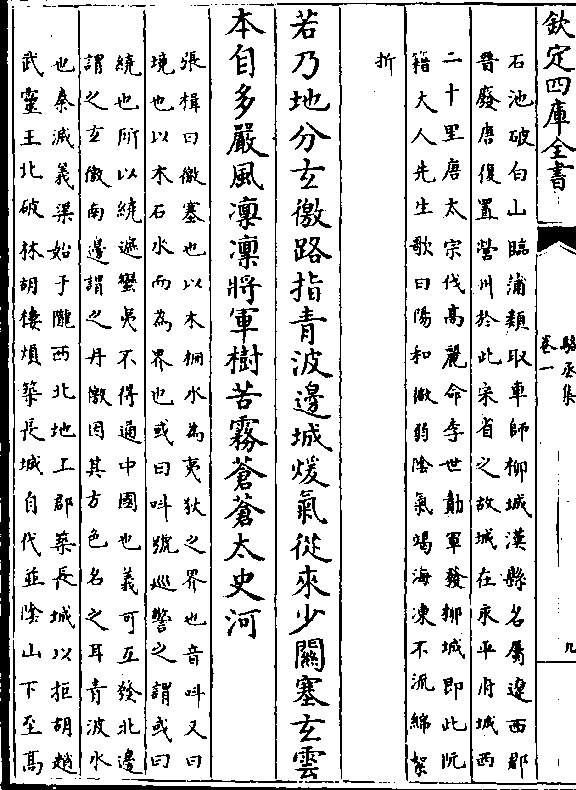 欽定四庫全書
駱丞集
卷一
九
石池破白山臨蒲類取車師柳城漢縣名屬遼西郡
晉廢唐復置營州於此宋省之故城在永平府城西
二十里唐太宗伐高麗命李世勣軍發柳城即此阮
籍大人先生歌曰陽和微弱陰氣竭海凍不流綿絮
折
若乃地分玄徼路指青波邊城煖氣從來少關塞玄雲
本自多嚴風凛凛將軍樹苦霧蒼蒼太史河
張楫曰徼塞也以木栅水為夷狄之界也音呌又曰
境也以木石水而為界也或曰呌號巡警之謂或曰
繞也所以繞遮蠻夷不得通中國也義可互發北邊
謂之玄徼南邊謂之丹徼因其方色名之耳青波水
也秦滅義渠始于隴西北地工郡築長城以拒胡趙
武靈王北破林胡棲煩築長城自代並陰山下至髙